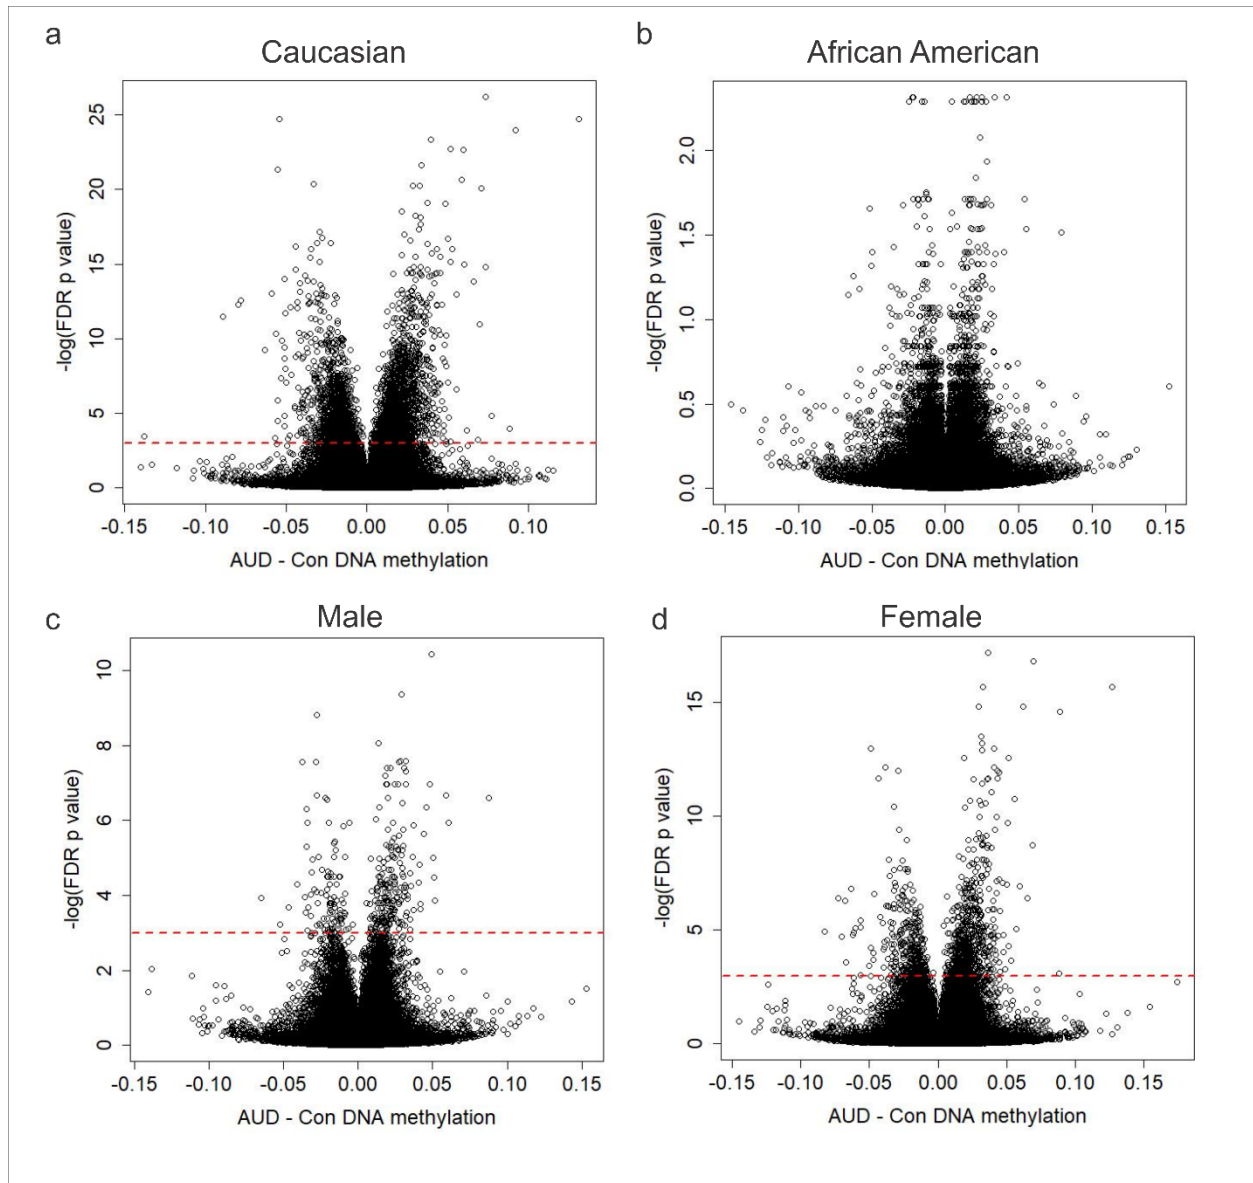 a
Caucasian
25
20
15
10
5
0
-log(FDR p value)
-0.15 -0.10 -0.05 0.00 0.05 0.10
AUD - Con DNA methylation
b
African American
2.0
1.5
1.0
0.5
0.0
-log(FDR p value)
-0.15 -0.10 -0.05 0.00 0.05 0.10 0.15
AUD - Con DNA methylation
c
Male
10
8
6
4
2
0
-log(FDR p value)
-0.15 -0.10 -0.05 0.00 0.05 0.10 0.15
AUD - Con DNA methylation
d
Female
15
10
5
0
-log(FDR p value)
-0.15 -0.10 -0.05 0.00 0.05 0.10 0.15
AUD - Con DNA methylation